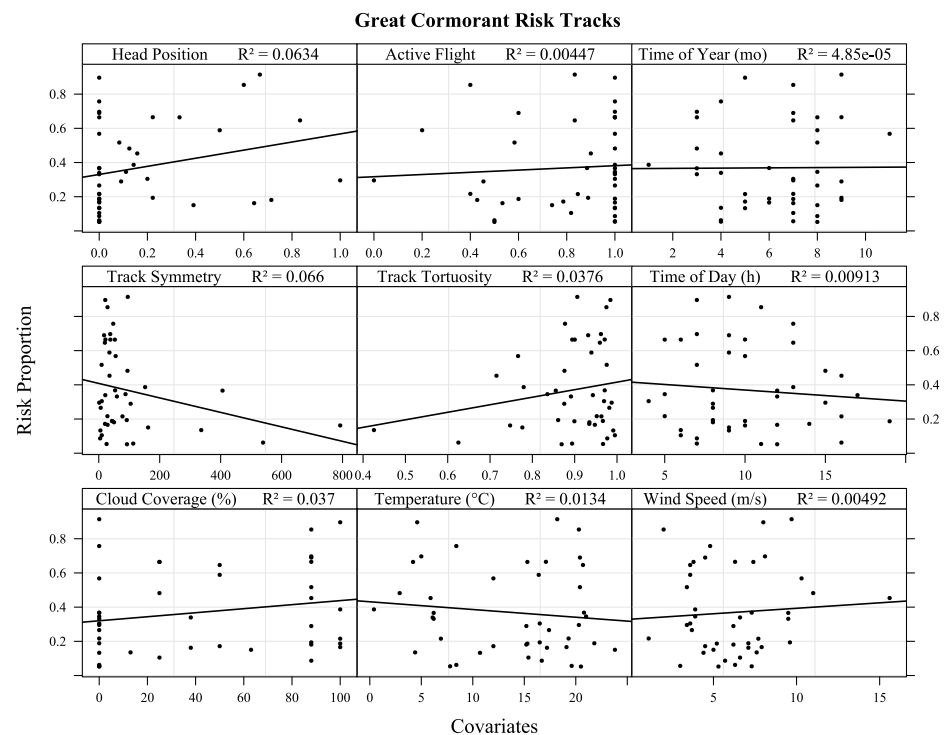 Great Cormorant Risk Tracks
Head Position R² = 0.0634
Active Flight R² = 0.00447
Time of Year (mo) R² = 4.85e-05
0.8
0.6
0.4
0.2
0.0 0.2 0.4 0.6 0.8 1.0
0.0 0.2 0.4 0.6 0.8 1.0
2 4 6 8 10
Track Symmetry R² = 0.066
Track Tortuosity R² = 0.0376
Time of Day (h) R² = 0.00913
Risk Proportion
0.8
0.6
0.4
0.2
0 200 400 600 800
0.4 0.5 0.6 0.7 0.8 0.9 1.0
5 10 15
Cloud Coverage (%) R² = 0.037
Temperature (°C) R² = 0.0134
Wind Speed (m/s) R² = 0.00492
0.8
0.6
0.4
0.2
0 20 40 60 80 100
0 5 10 15 20
5 10 15
Covariates